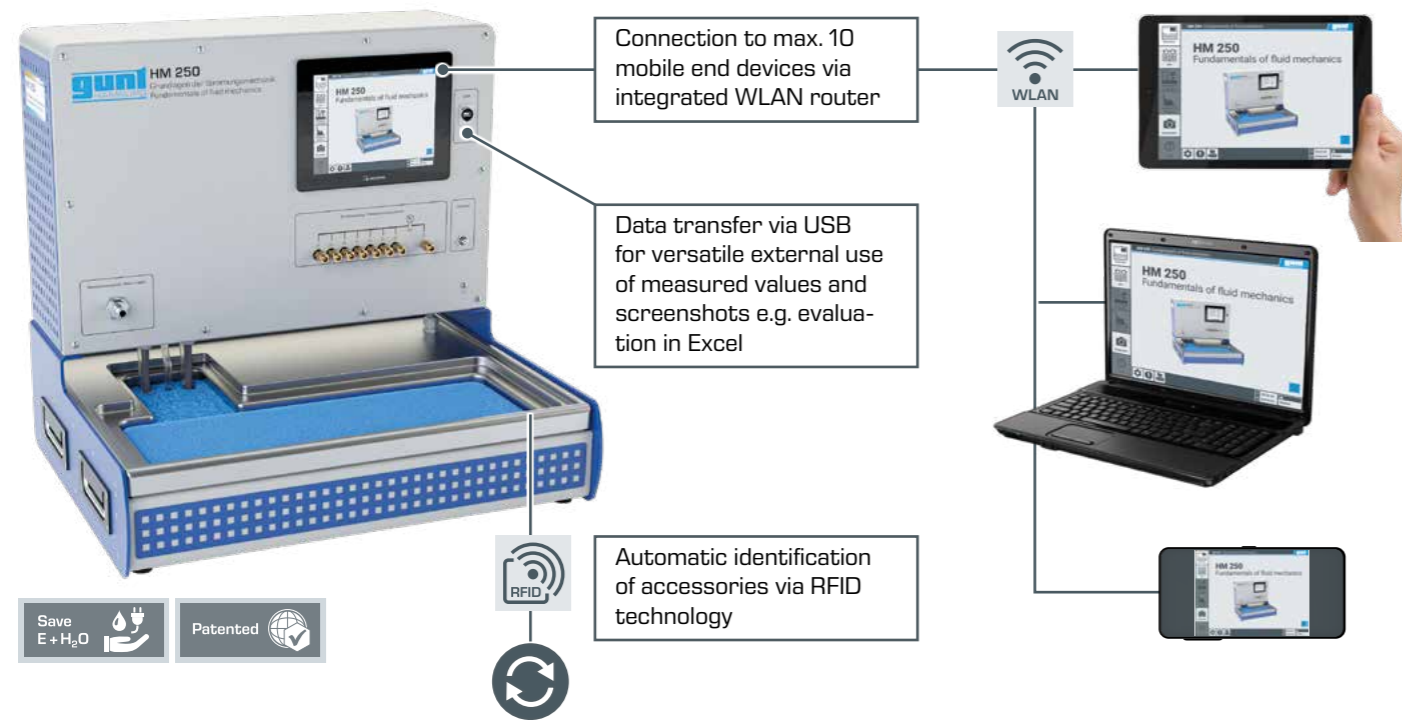 gunt
HM 250
Grundlagen der Strömungsmechanik
Fundamentals of fluid mechanics
HM 250
Fundamentals of fluid mechanics
Connection to max. 10
mobile end devices via
integrated WLAN router
WLAN
HM 250
Fundamentals of fluid mechanics
Data transfer via USB
for versatile external use
of measured values and
screenshots e.g. evalua-
tion in Excel
HM 250
Fundamentals of fluid mechanics
RFID
Automatic identification
of accessories via RFID
technology
HM 250
Fundamentals of fluid mechanics
Save
E + H₂O
Patented